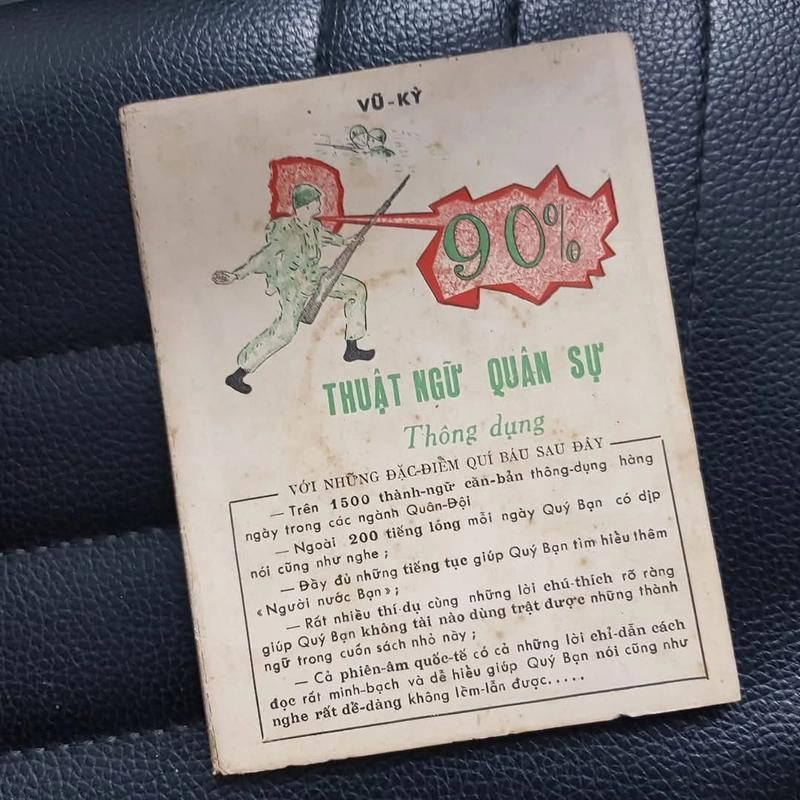 VŨ-KỲ
90%
THUẬT NGỮ QUÂN SỰ
Thông dụng
VỚI NHỮNG ĐẶC-ĐIỂM QUÍ BÁU SAU ĐÂY
— Trên 1500 thành-ngữ căn-bản thông-dụng hàng
ngày trong các ngành Quân-Đội
— Ngoài 200 tiếng lóng mỗi ngày Quý Bạn có dịp
nói cũng như nghe ;
— Đầy đủ những tiếng tục giúp Quý Bạn tìm hiểu thêm
«Người nước Bạn» ;
— Rất nhiều thí-dụ cùng những lời chú-thích rõ ràng
giúp Quý Bạn không tài nào dùng trật được những thành
ngữ trong cuốn sách nhỏ này ;
— Cả phiên-âm quốc-tế có cả những lời chỉ-dẫn cách
đọc rất minh-bạch và dễ hiểu giúp Quý Bạn nói cũng như
nghe rất dề-dàng không lềm-lẫn được.....